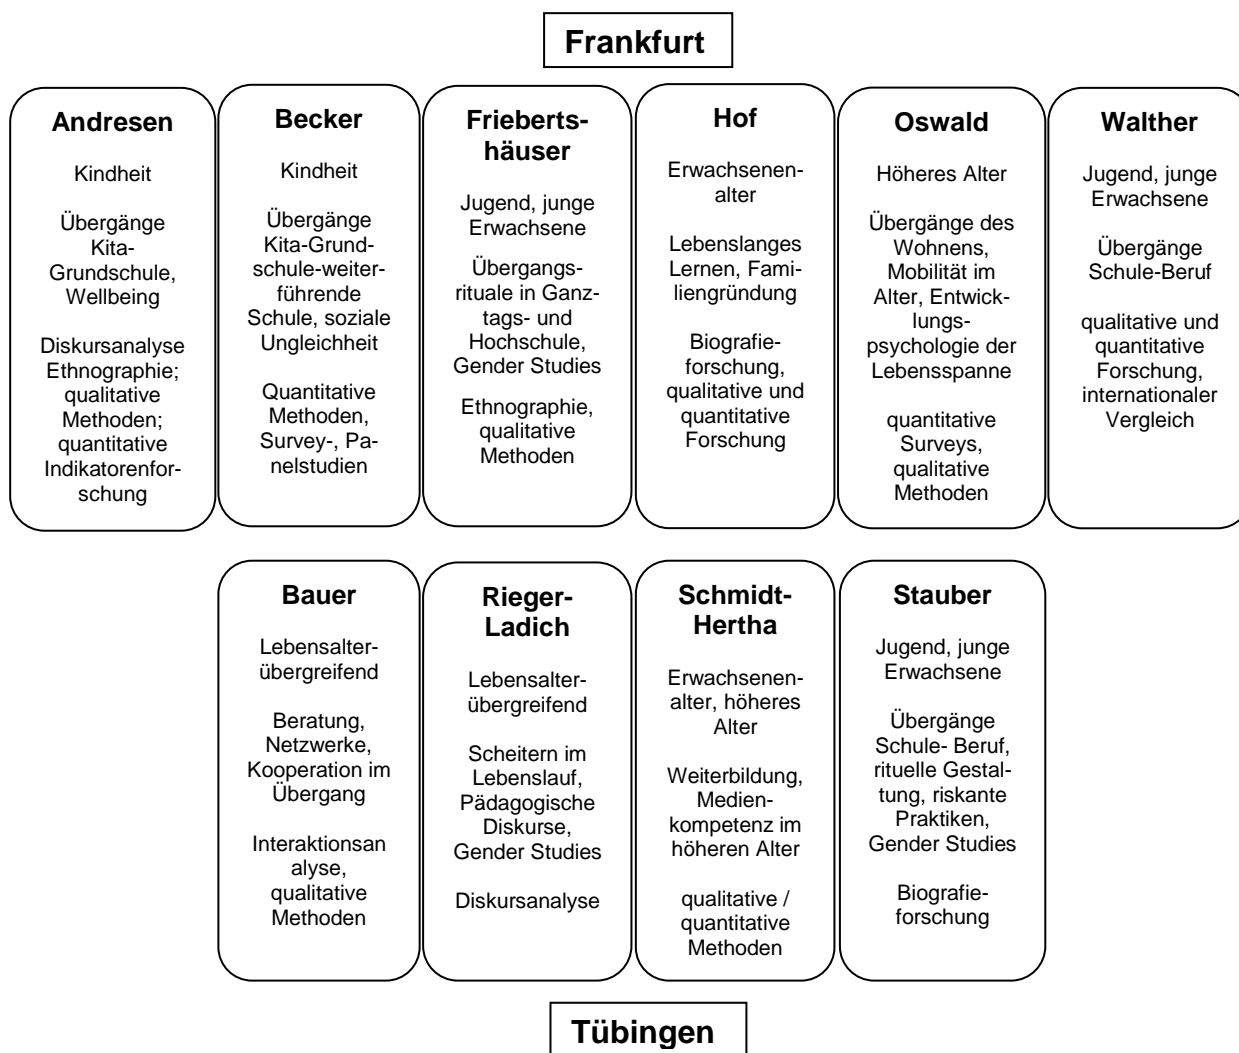 Frankfurt
Andresen
Kindheit
Übergänge
Kita-
Grundschule,
Wellbeing
Diskursanalyse
Ethnographie;
qualitative
Methoden;
quantitative
Indikatorenfor-
schung
Becker
Kindheit
Übergänge
Kita-Grund-
schule-weiter-
führende
Schule, soziale
Ungleichheit
Quantitative
Methoden,
Survey-, Pa-
nelstudien
Frieberts-
häuser
Jugend, junge
Erwachsene
Übergangs-
rituale in Ganz-
tags- und
Hochschule,
Gender Studies
Ethnographie,
qualitative
Methoden
Hof
Erwachsenen-
alter
Lebenslanges
Lernen, Fami-
liengründung
Biografie-
forschung,
qualitative und
quantitative
Forschung
Oswald
Höheres Alter
Übergänge des
Wohnens,
Mobilität im
Alter, Entwick-
lungs-
psychologie der
Lebensspanne
quantitative
Surveys,
qualitative
Methoden
Walther
Jugend, junge
Erwachsene
Übergänge
Schule-Beruf
qualitative und
quantitative
Forschung,
internationaler
Vergleich
Bauer
Lebensalter-
übergreifend
Beratung,
Netzwerke,
Kooperation im
Übergang
Interaktionsan
alyse,
qualitative
Methoden
Rieger-
Ladich
Lebensalter-
übergreifend
Scheitern im
Lebenslauf,
Pädagogische
Diskurse,
Gender Studies
Diskursanalyse
Schmidt-
Hertha
Erwachsenen-
alter, höheres
Alter
Weiterbildung,
Medien-
kompetenz im
höheren Alter
qualitative /
quantitative
Methoden
Stauber
Jugend, junge
Erwachsene
Übergänge
Schule- Beruf,
rituelle Gestal-
tung, riskante
Praktiken,
Gender Studies
Biografie-
forschung
Tübingen